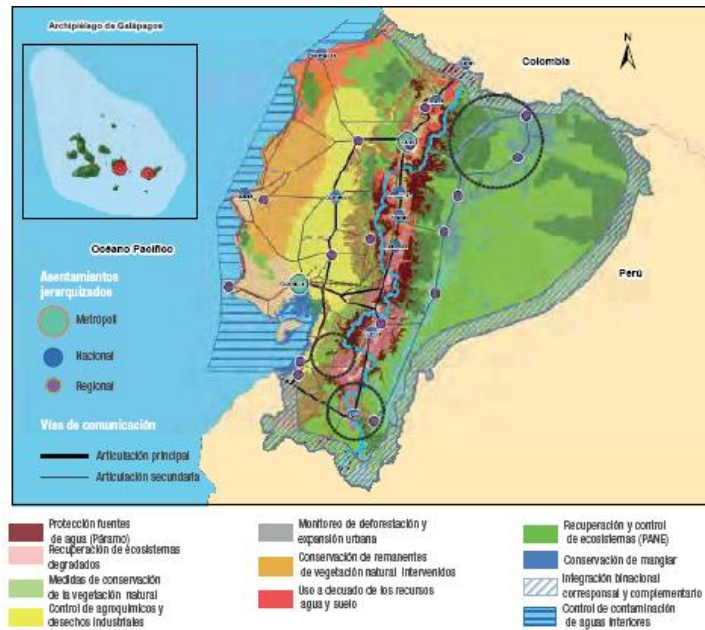 Archipiélago de Galápagos
Colombia
N
Océano Pacífico
Perú
Asentamientos
jerarquizados
Metrópoli
Nacional
Regional
Vías de comunicación
Articulación principal
Articulación secundaria
Protección fuentes
de agua (Páramo)
Recuperación de ecosistemas
degradados
Medidas de conservación
de la vegetación natural
Control de agroquímicos y
desechos industriales
Monitoreo de deforestación y
expansión urbana
Conservación de remanentes
de vegetación natural intervenidos
Uso a decuado de los recursos
agua y suelo
Recuperación y control
de ecosistemas (PANE)
Conservación de manglar
Integración binacional
corresponsal y complementario
Control de contaminación
de aguas interiores